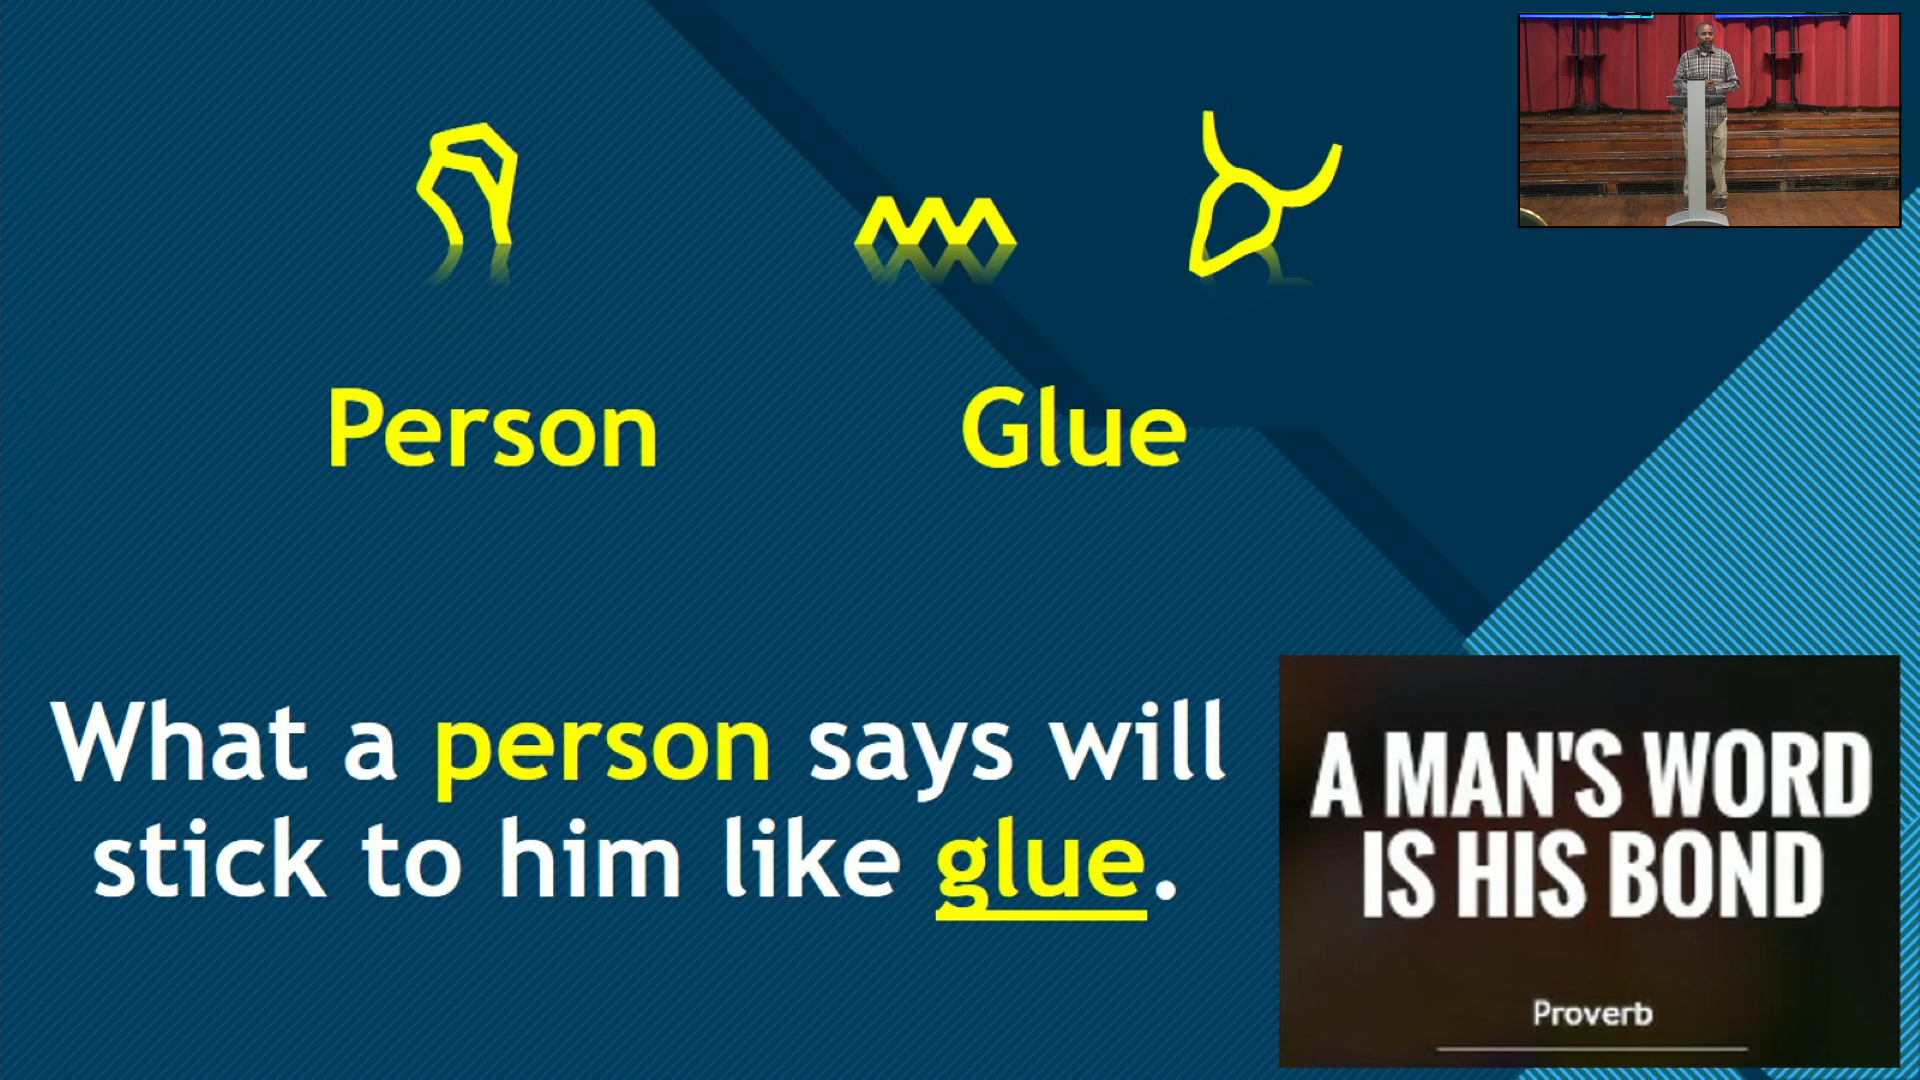 Person
Glue
What a person says will
stick to him like glue.
A MAN'S WORD
IS HIS BOND
Proverb